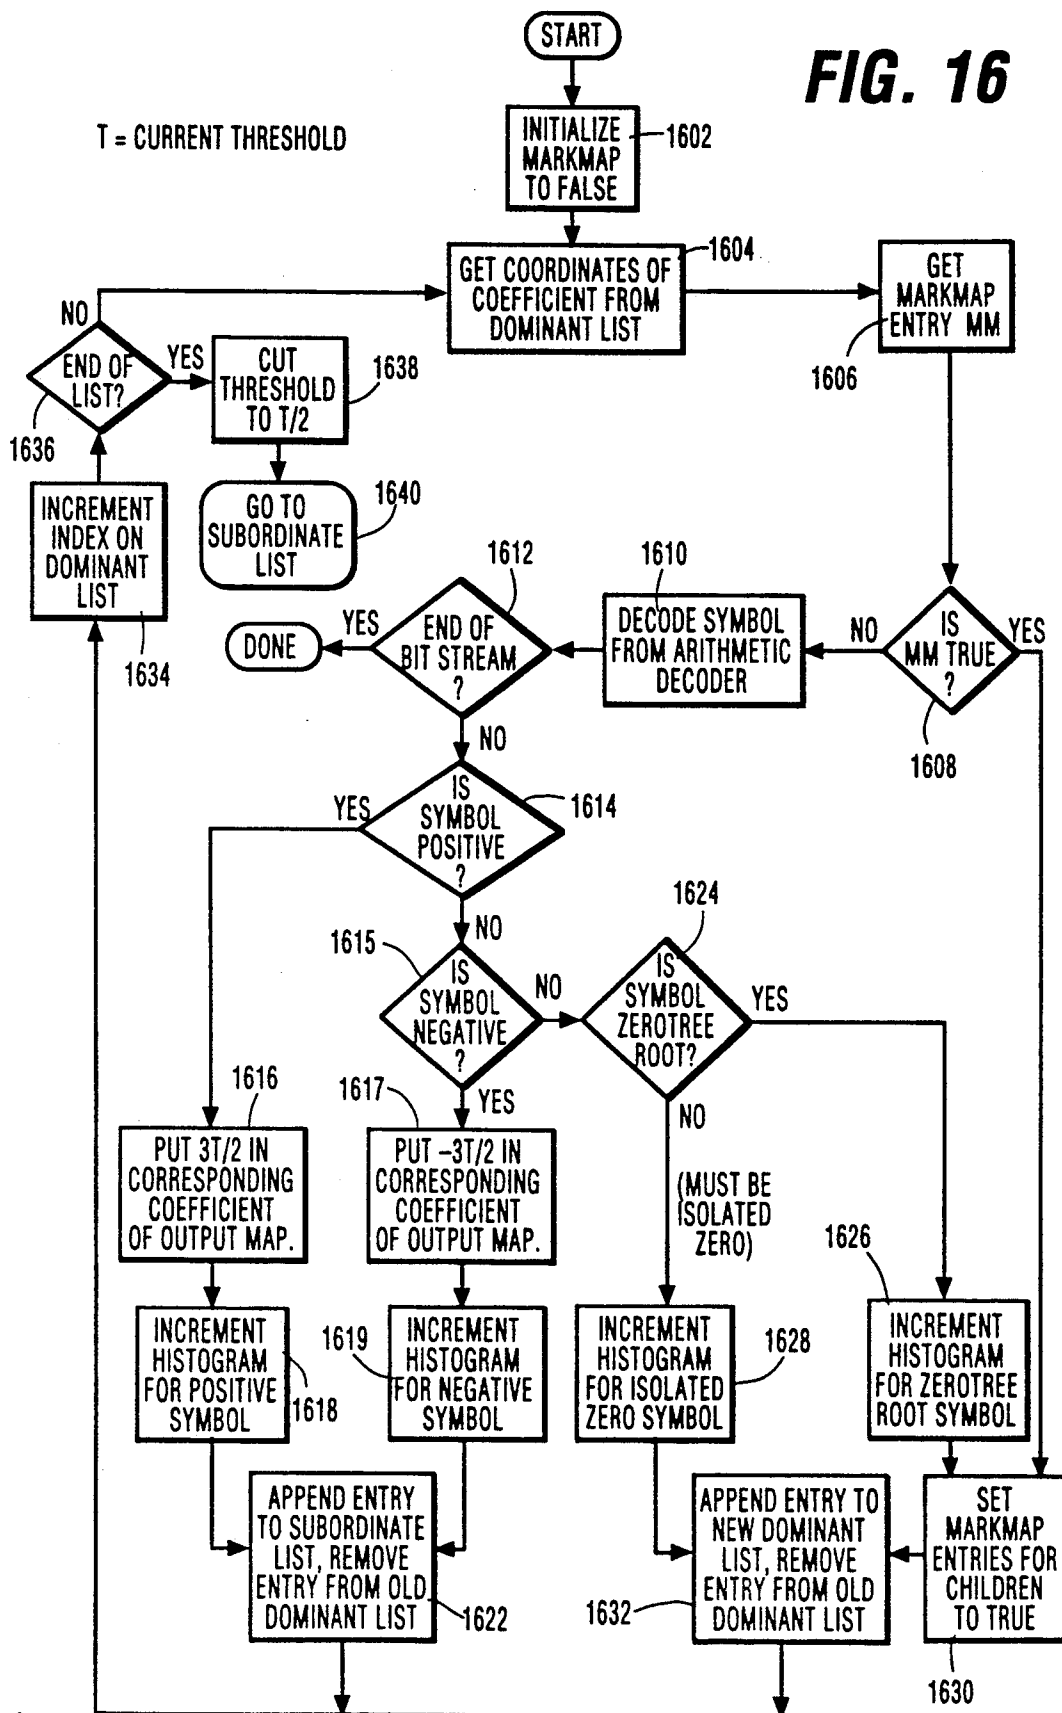 START
FIG. 16
T = CURRENT THRESHOLD
INITIALIZE
MARKMAP
TO FALSE
1602
GET COORDINATES OF
COEFFICIENT FROM
DOMINANT LIST
1604
GET
MARKMAP
ENTRY MM
1606
NO
END OF
LIST?
1636
YES
CUT
THRESHOLD
TO T/2
1638
GO TO
SUBORDINATE
LIST
1640
INCREMENT
INDEX ON
DOMINANT
LIST
1634
IS
MM TRUE
?
1608
YES
NO
DECODE SYMBOL
FROM ARITHMETIC
DECODER
1610
END OF
BIT STREAM
?
1612
YES
DONE
NO
IS
SYMBOL
POSITIVE
?
1614
YES
NO
IS
SYMBOL
NEGATIVE
?
1615
NO
YES
IS
SYMBOL
ZEROTREE
ROOT?
1624
YES
NO
(MUST BE
ISOLATED
ZERO)
PUT 3T/2 IN
CORRESPONDING
COEFFICIENT
OF OUTPUT MAP.
1616
PUT –3T/2 IN
CORRESPONDING
COEFFICIENT
OF OUTPUT MAP.
1617
INCREMENT
HISTOGRAM
FOR POSITIVE
SYMBOL
1618
INCREMENT
HISTOGRAM
FOR NEGATIVE
SYMBOL
1619
INCREMENT
HISTOGRAM
FOR ISOLATED
ZERO SYMBOL
1628
INCREMENT
HISTOGRAM
FOR ZEROTREE
ROOT SYMBOL
1626
APPEND ENTRY
TO SUBORDINATE
LIST, REMOVE
ENTRY FROM OLD
DOMINANT LIST
1622
APPEND ENTRY TO
NEW DOMINANT
LIST, REMOVE
ENTRY FROM OLD
DOMINANT LIST
1632
SET
MARKMAP
ENTRIES FOR
CHILDREN
TO TRUE
1630